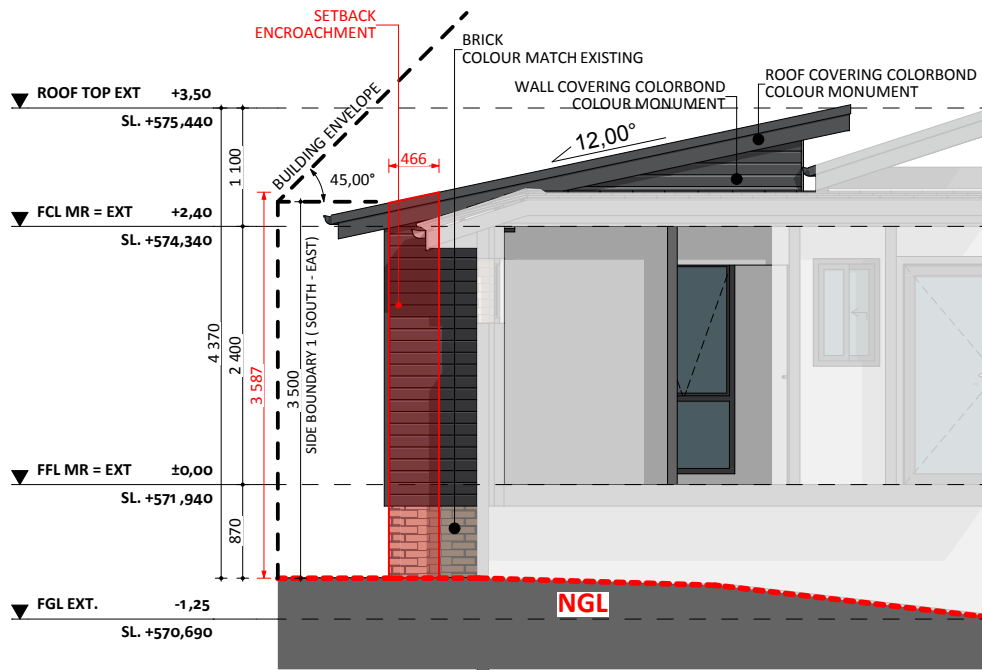 SETBACK
ENCROACHMENT
BRICK
COLOUR MATCH EXISTING
WALL COVERING COLORBOND
COLOUR MONUMENT
ROOF COVERING COLORBOND
COLOUR MONUMENT
ROOF TOP EXT +3,50
SL. +575,440
BUILDING ENVELOPE
12,00°
466
45,00°
1 100
FCL MR = EXT +2,40
SL. +574,340
4 370
2 400
3 587
3 500
SIDE BOUNDARY 1 ( SOUTH - EAST)
FFL MR = EXT ±0,00
SL. +571,940
870
FGL EXT. -1,25
SL. +570,690
NGL